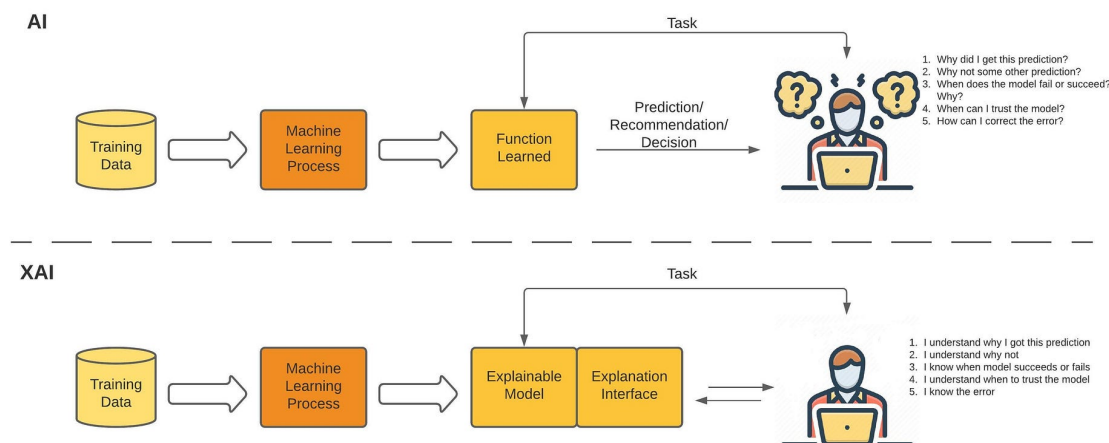 AI
Task
1. Why did I get this prediction?
2. Why not some other prediction?
3. When does the model fail or succeed?
Why?
4. When can I trust the model?
5. How can I correct the error?
Training
Data
Machine
Learning
Process
Function
Learned
Prediction/
Recommendation/
Decision
? ?
XAI
Task
Training
Data
Machine
Learning
Process
Explainable
Model
Explanation
Interface
1. I understand why I got this prediction
2. I understand why not
3. I know when model succeeds or fails
4. I understand when to trust the model
5. I know the error